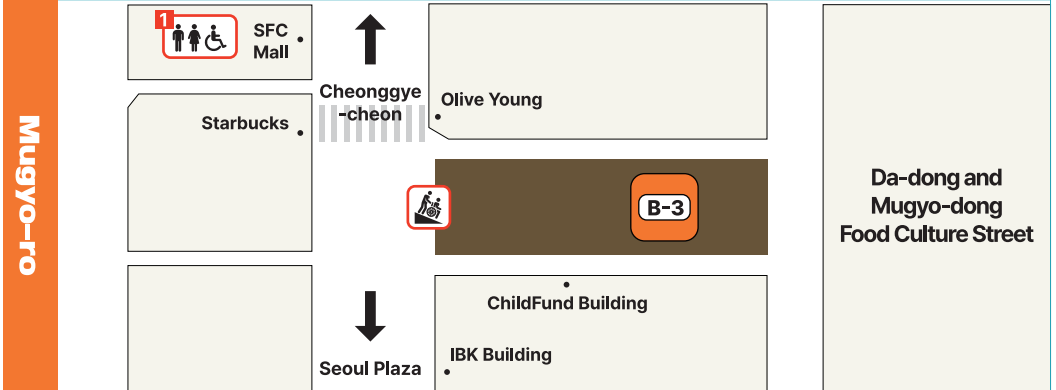 Mugyo-ro
1
SFC
Mall
Cheonggye
-cheon
Olive Young
Starbucks
B-3
Da-dong and
Mugyo-dong
Food Culture Street
ChildFund Building
IBK Building
Seoul Plaza